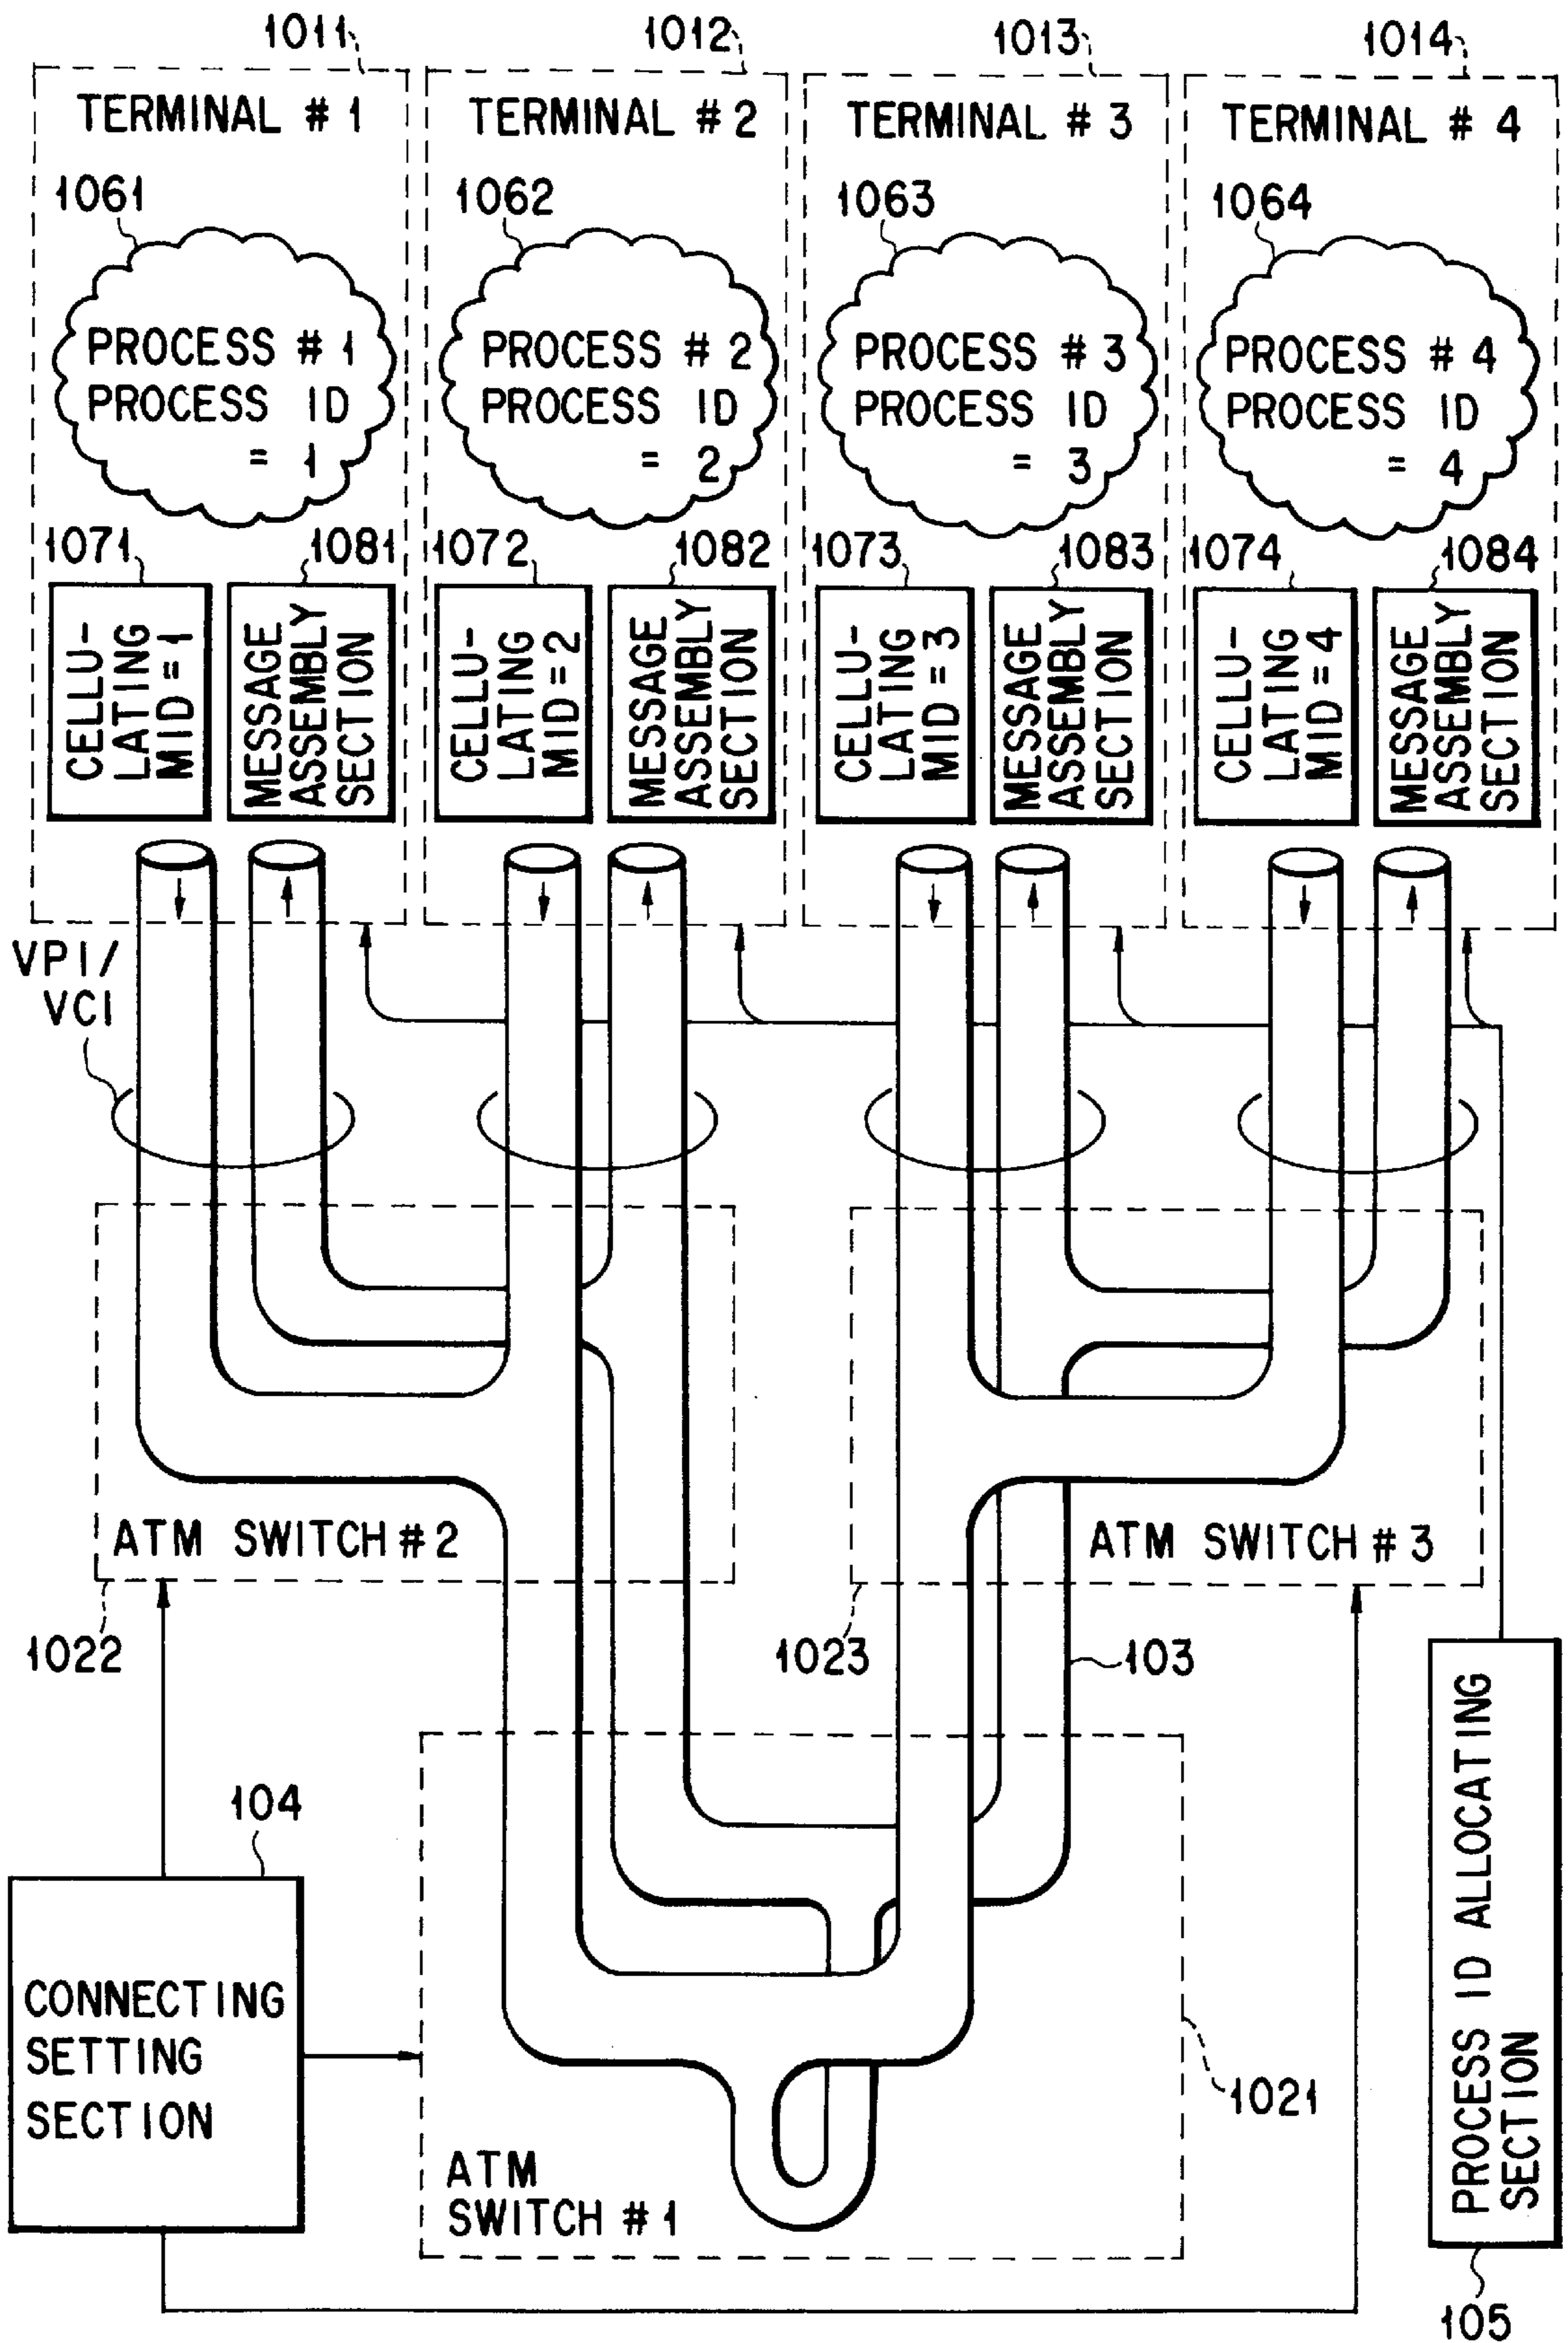 1011
1012
1013
1014
TERMINAL # 1
TERMINAL # 2
TERMINAL # 3
TERMINAL # 4
1061
1062
1063
1064
PROCESS # 1
PROCESS ID
= 1
PROCESS # 2
PROCESS ID
= 2
PROCESS # 3
PROCESS ID
= 3
PROCESS # 4
PROCESS ID
= 4
1071
1081
1072
1082
1073
1083
1074
1084
CELLU-
LATING
MID = 1
MESSAGE
ASSEMBLY
SECTION
CELLU-
LATING
MID = 2
MESSAGE
ASSEMBLY
SECTION
CELLU-
LATING
MID = 3
MESSAGE
ASSEMBLY
SECTION
CELLU-
LATING
MID = 4
MESSAGE
ASSEMBLY
SECTION
VPI/
VCI
ATM SWITCH # 2
ATM SWITCH # 3
1022
1023
103
104
CONNECTING
SETTING
SECTION
ATM
SWITCH # 1
1021
PROCESS ID ALLOCATING
SECTION
105